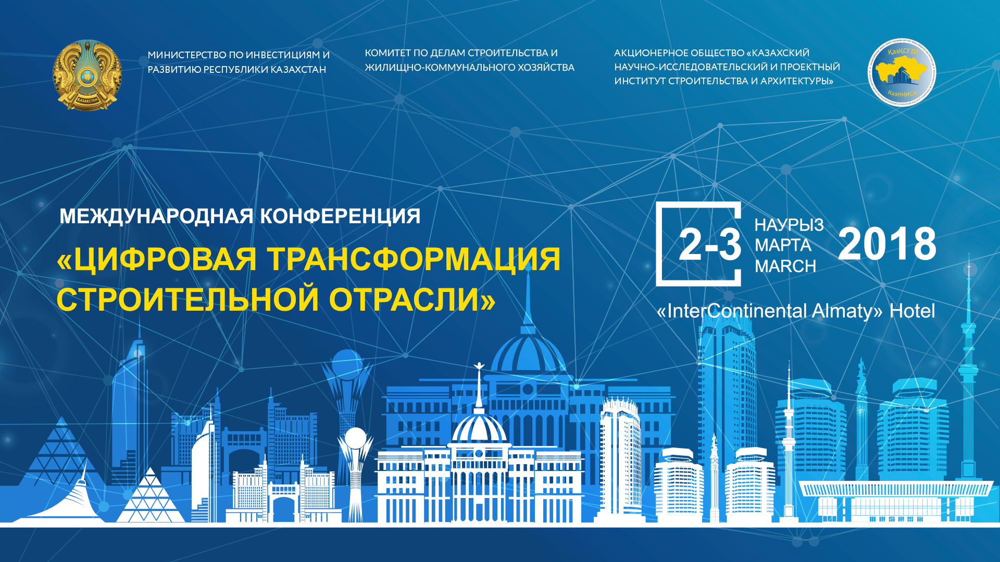 МИНИСТЕРСТВО ПО ИНВЕСТИЦИЯМ И
РАЗВИТИЮ РЕСПУБЛИКИ КАЗАХСТАН
КОМИТЕТ ПО ДЕЛАМ СТРОИТЕЛЬСТВА И
ЖИЛИЩНО-КОММУНАЛЬНОГО ХОЗЯЙСТВА
АКЦИОНЕРНОЕ ОБЩЕСТВО «КАЗАХСКИЙ
НАУЧНО-ИССЛЕДОВАТЕЛЬСКИЙ И ПРОЕКТНЫЙ
ИНСТИТУТ СТРОИТЕЛЬСТВА И АРХИТЕКТУРЫ»
ҚАЗАҚСТАН
ҚазҚСҒЗИ
КазНИИСА
МЕЖДУНАРОДНАЯ КОНФЕРЕНЦИЯ
«ЦИФРОВАЯ ТРАНСФОРМАЦИЯ
СТРОИТЕЛЬНОЙ ОТРАСЛИ»
2-3
НАУРЫЗ
МАРТА
MARCH
2018
«InterContinental Almaty» Hotel